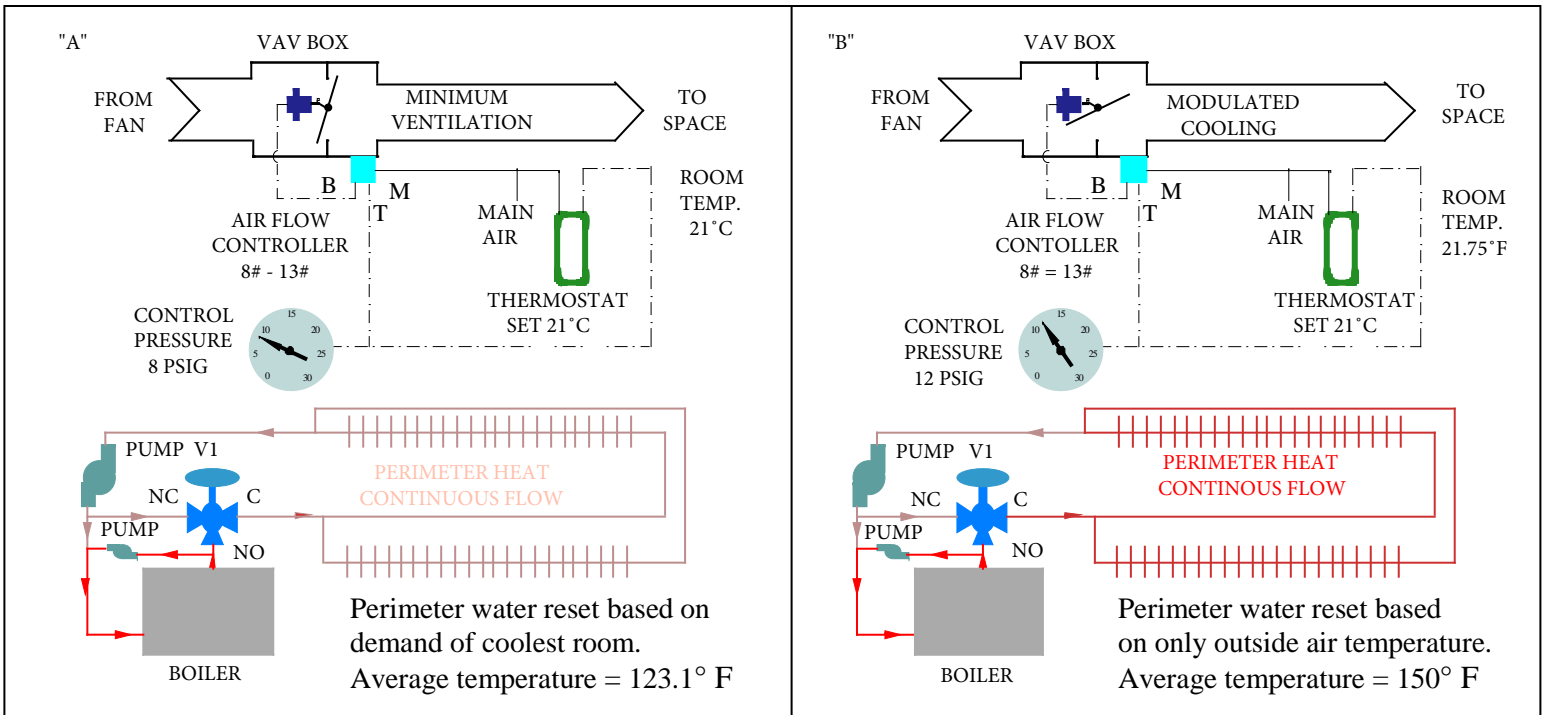 "A"
VAV BOX
FROM
FAN
MINIMUM
VENTILATION
TO
SPACE
B
M
T
AIR FLOW
CONTROLLER
8# - 13#
MAIN
AIR
ROOM
TEMP.
21˚C
THERMOSTAT
SET 21˚C
CONTROL
PRESSURE
8 PSIG
0
5
10
15
20
25
30
PUMP V1
NC
C
PUMP
NO
PERIMETER HEAT
CONTINUOUS FLOW
BOILER
Perimeter water reset based on
demand of coolest room.
Average temperature = 123.1° F
"B"
VAV BOX
FROM
FAN
MODULATED
COOLING
TO
SPACE
B
M
T
AIR FLOW
CONTOLLER
8# = 13#
MAIN
AIR
ROOM
TEMP.
21.75˚F
THERMOSTAT
SET 21˚C
CONTROL
PRESSURE
12 PSIG
0
5
10
15
20
25
30
PUMP V1
NC
C
PUMP
NO
PERIMETER HEAT
CONTINOUS FLOW
BOILER
Perimeter water reset based
on only outside air temperature.
Average temperature = 150° F